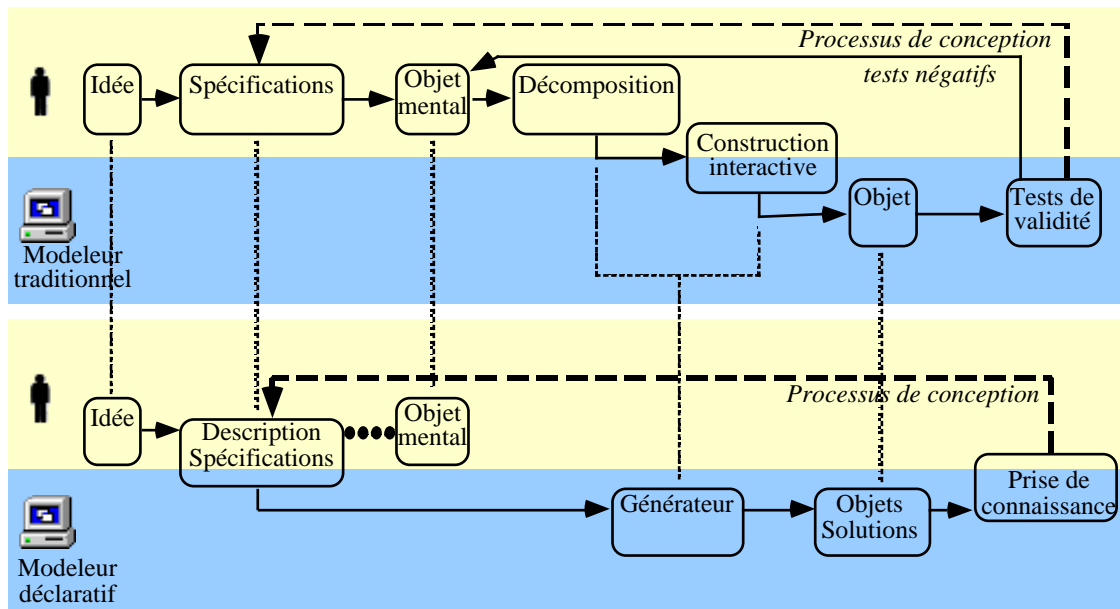 Processus de conception
tests négatifs
Idée
Spécifications
Objet
mental
Décomposition
Construction
interactive
Objet
Tests de
validité
Modeleur
traditionnel
Processus de conception
Idée
Description
Spécifications
Objet
mental
Générateur
Objets
Solutions
Prise de
connaissance
Modeleur
déclaratif